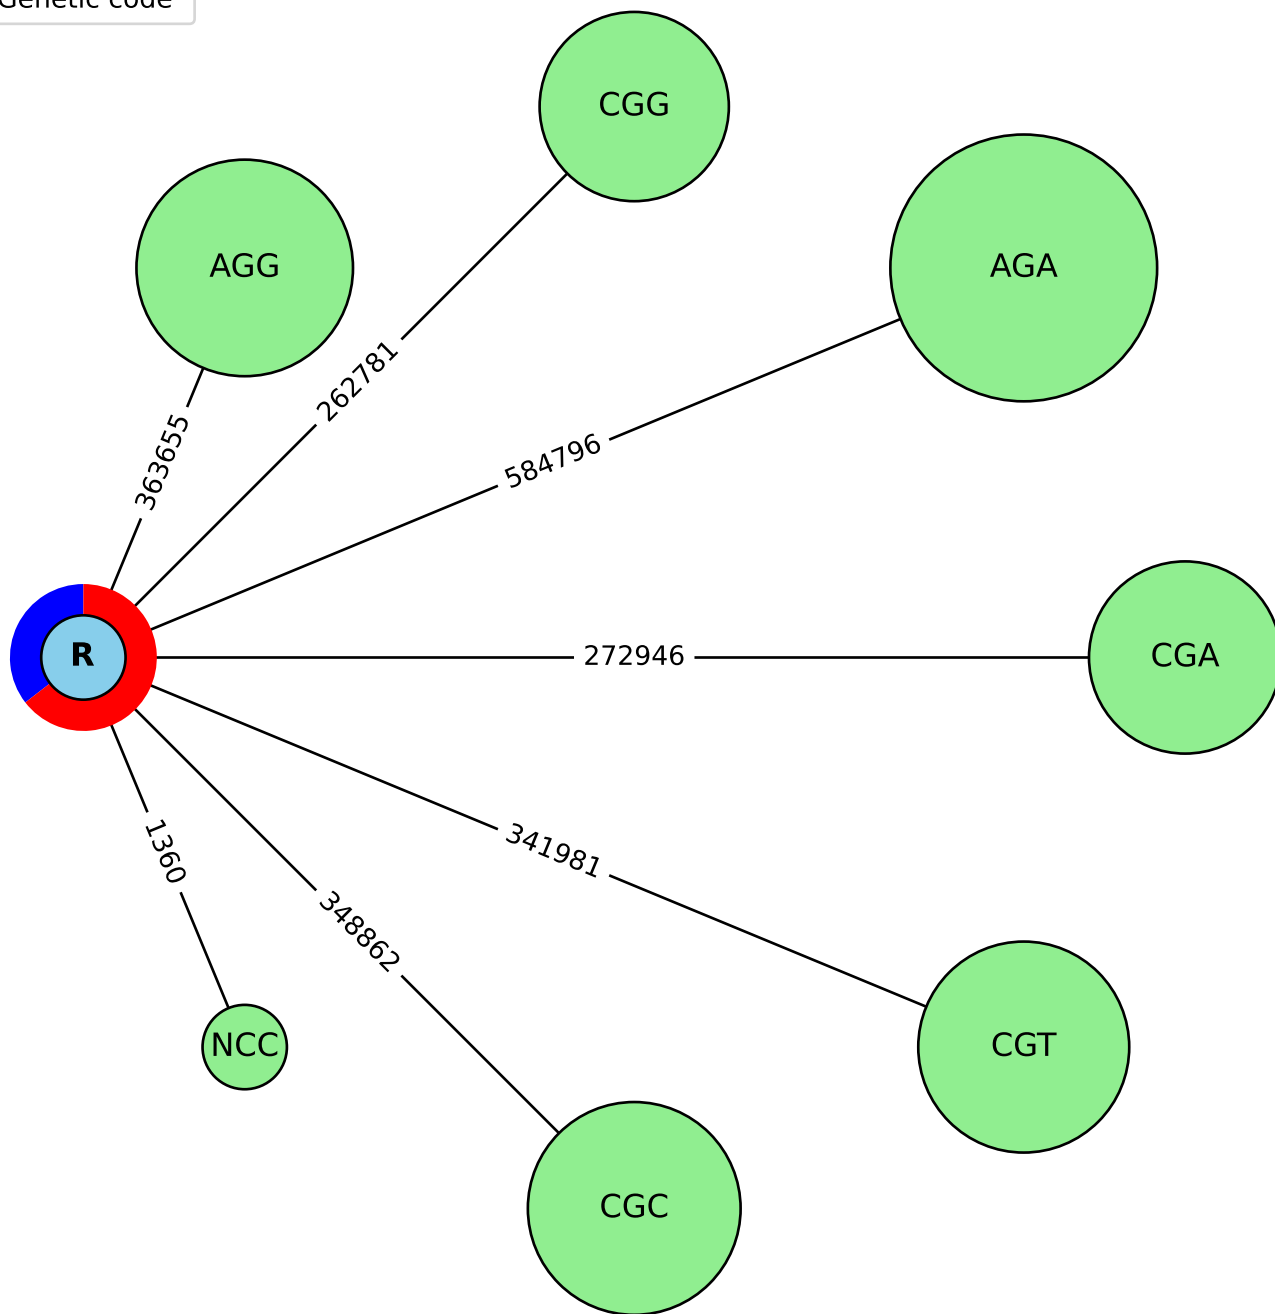 Genetic code
CGG
AGG
AGA
262781
363655
584796
R
272946
CGA
1360
341981
348862
NCC
CGT
CGC